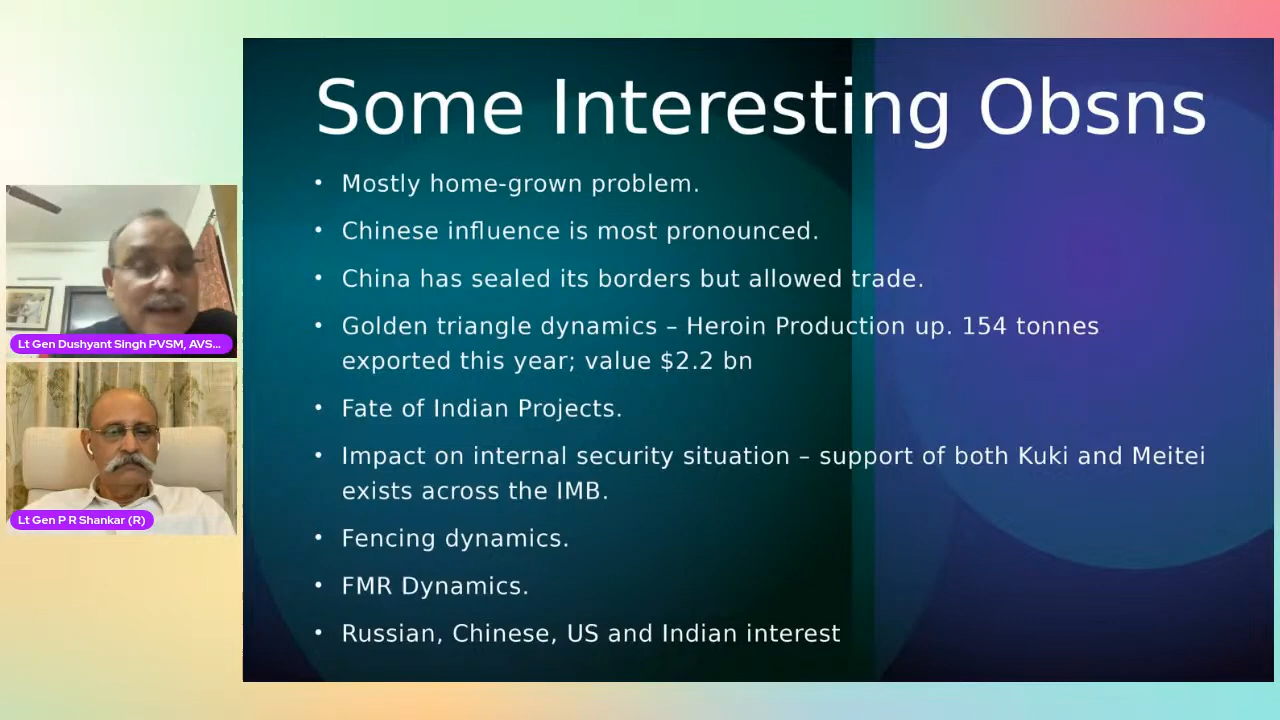 Some Interesting Obsns
• Mostly home-grown problem.
• Chinese influence is most pronounced.
• China has sealed its borders but allowed trade.
• Golden triangle dynamics – Heroin Production up. 154 tonnes
exported this year; value $2.2 bn
• Fate of Indian Projects.
• Impact on internal security situation – support of both Kuki and Meitei
exists across the IMB.
• Fencing dynamics.
• FMR Dynamics.
• Russian, Chinese, US and Indian interest
Lt Gen Dushyant Singh PVSM, AVS...
Lt Gen P R Shankar (R)